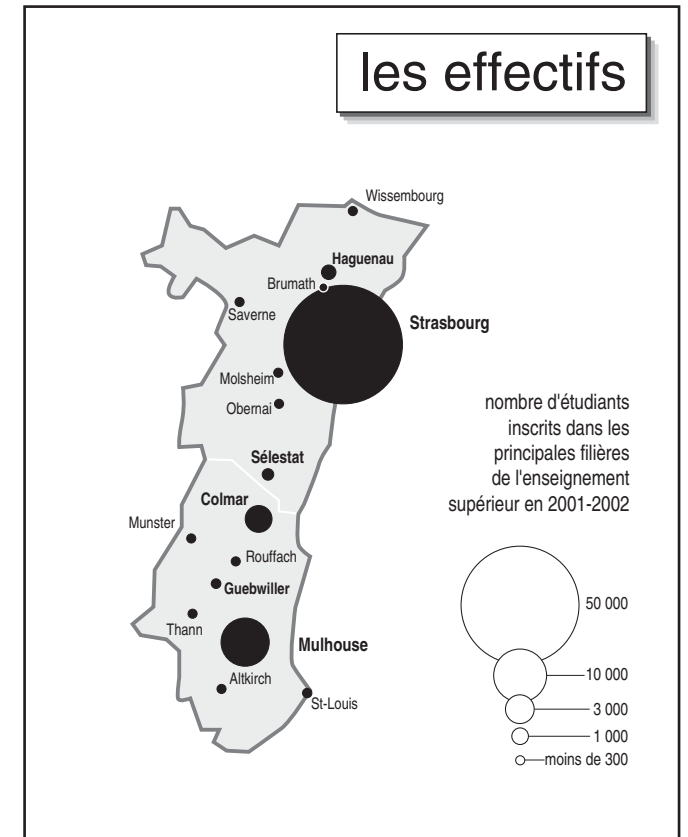 les effectifs
Wissembourg
Haguenau
Brumath
Strasbourg
Saverne
Molsheim
Obernai
nombre d'étudiants
inscrits dans les
principales filières
de l'enseignement
supérieur en 2001-2002
Sélestat
Colmar
Munster
Rouffach
Guebwiller
Thann
Mulhouse
Altkirch
St-Louis
50 000
10 000
3 000
1 000
moins de 300